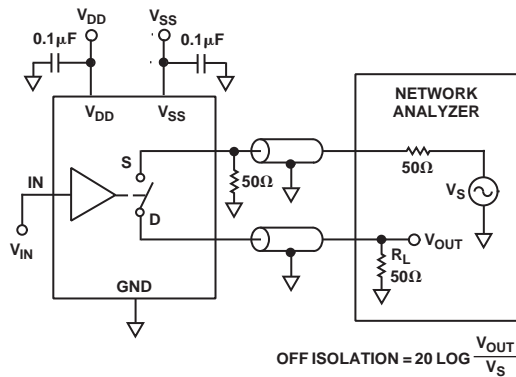 VDD
VSS
0.1µF
0.1µF
VDD
VSS
NETWORK
ANALYZER
S
50Ω
50Ω
IN
VS
D
VIN
VOUT
RL
50Ω
GND
OFF ISOLATION = 20 LOG VOUT
VS